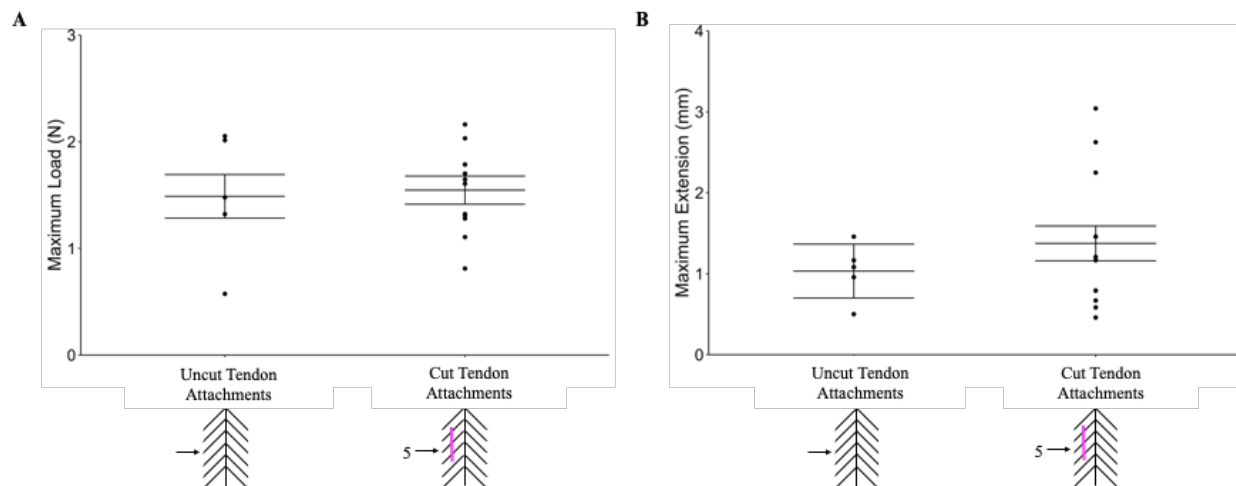 A
B
Maximum Load (N)
3
2
1
0
Uncut Tendon
Attachments
Cut Tendon
Attachments
5
Maximum Extension (mm)
4
3
2
1
0
Uncut Tendon
Attachments
Cut Tendon
Attachments
5